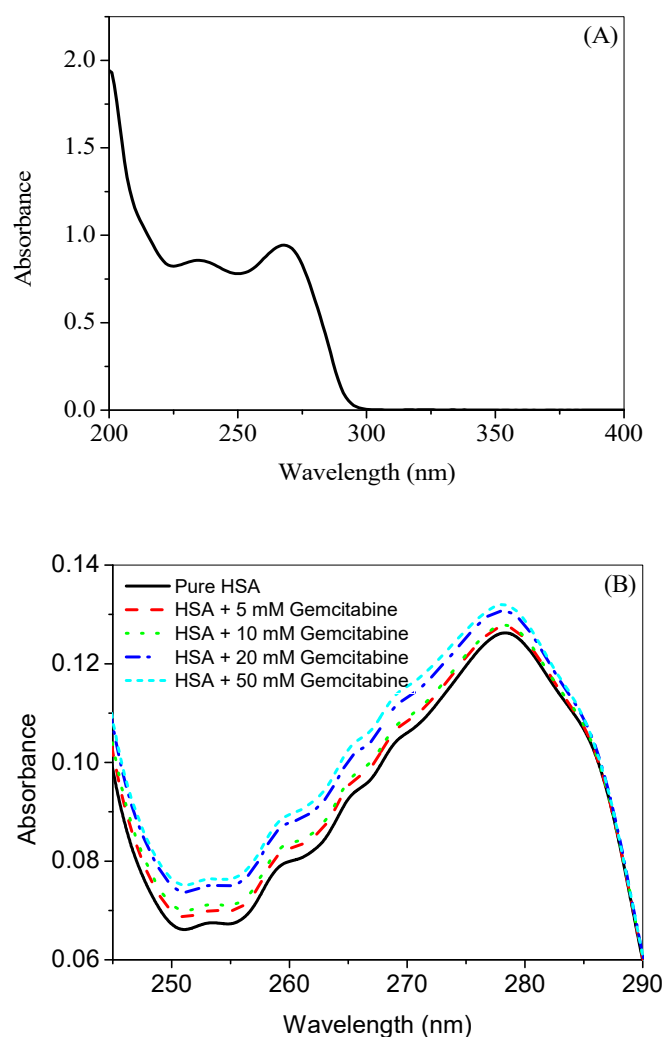 (A)
2.0
1.5
1.0
0.5
0.0
Absorbance
200 250 300 350 400
Wavelength (nm)
(B)
0.14
0.12
0.10
0.08
0.06
Absorbance
Pure HSA
HSA + 5 mM Gemcitabine
HSA + 10 mM Gemcitabine
HSA + 20 mM Gemcitabine
HSA + 50 mM Gemcitabine
250 260 270 280 290
Wavelength (nm)